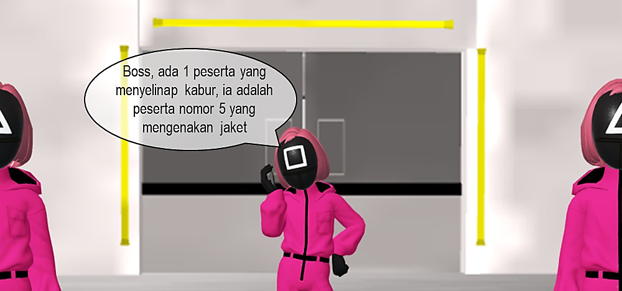 Boss, ada 1 peserta yang
menyelinap kabur, ia adalah
peserta nomor 5 yang
mengenakan jaket